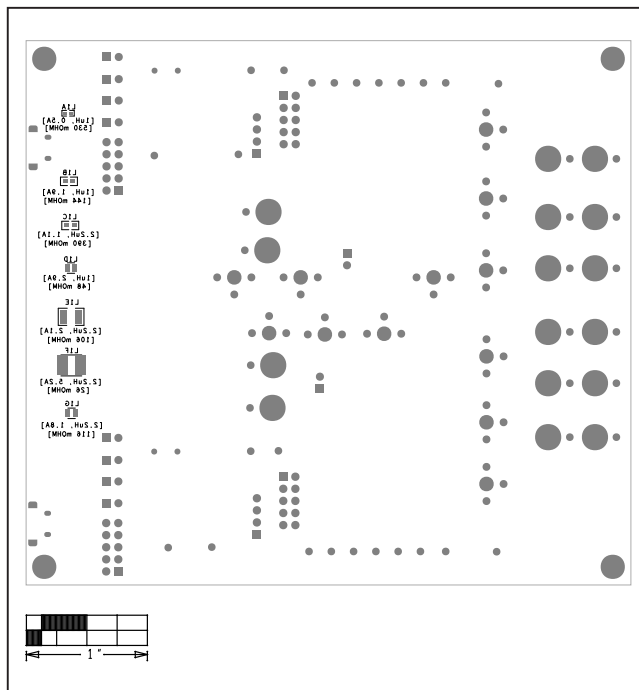 L1A
[1uH, 0.5A]
[530 mOHM]
L1B
[1uH, 1.9A]
[144 mOHM]
L1C
[2.2uH, 1.1A]
[390 mOHM]
L1D
[1uH, 2.9A]
[48 mOHM]
L1E
[2.2uH, 2.1A]
[106 mOHM]
L1F
[2.2uH, 5.2A]
[26 mOHM]
L1G
[2.2uH, 1.8A]
[116 mOHM]
1"